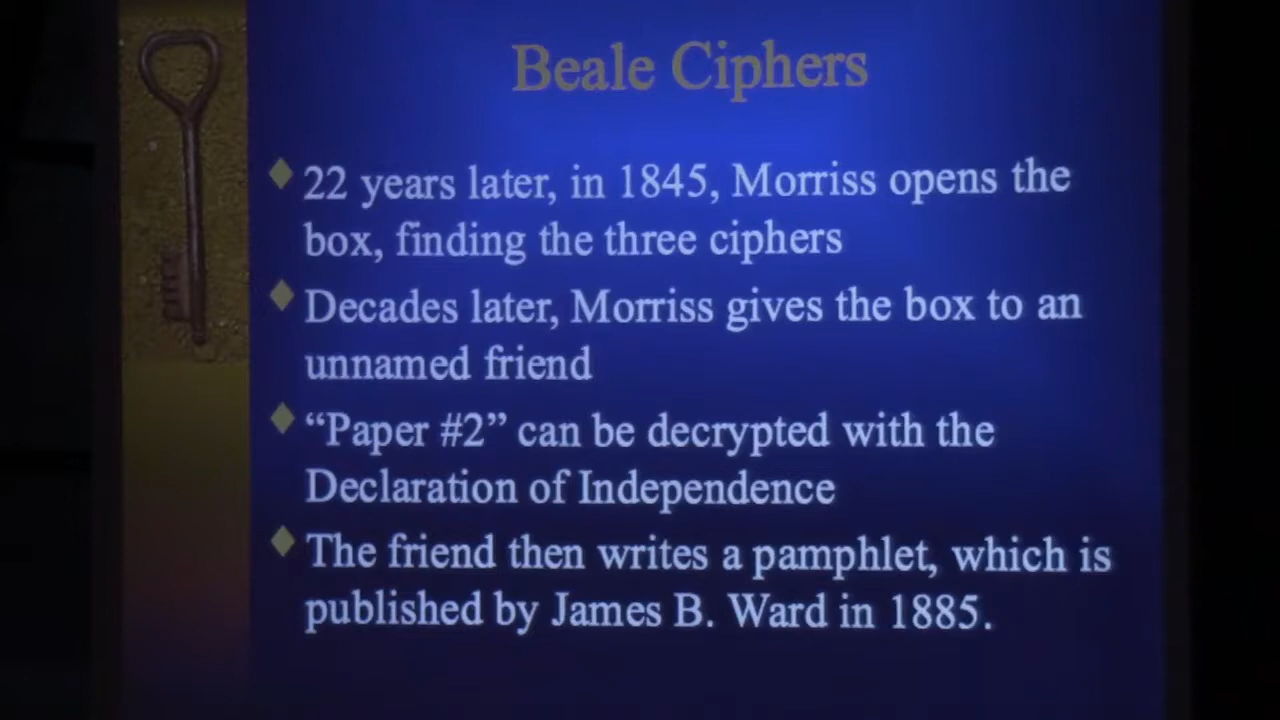 Beale Ciphers
22 years later, in 1845, Morriss opens the
box, finding the three ciphers
Decades later, Morriss gives the box to an
unnamed friend
“Paper #2” can be decrypted with the
Declaration of Independence
The friend then writes a pamphlet, which is
published by James B. Ward in 1885.